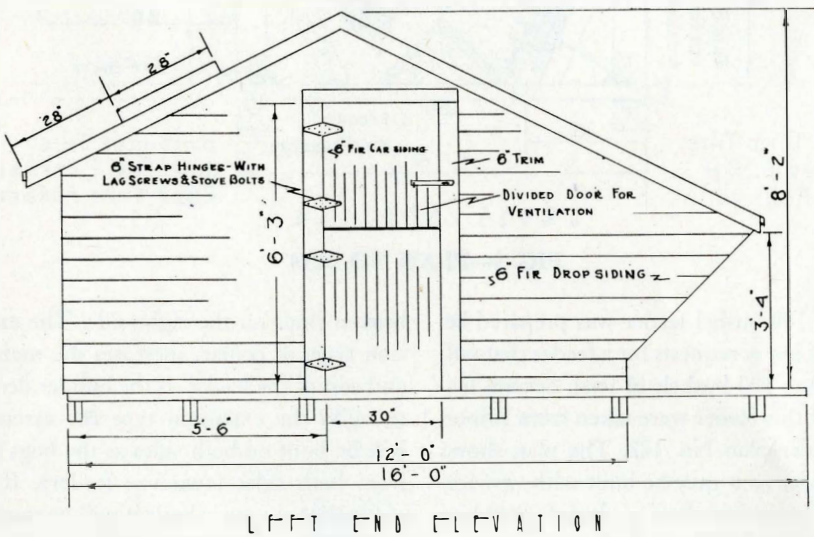 28"
28"
6" FIR CAR SIDING
8" STRAP HINGES-WITH
LAG SCREWS & STOVE BOLTS
6" TRIM
DIVIDED DOOR FOR
VENTILATION
6'-3"
8'-2"
6" FIR DROP SIDING
3'-4"
5'-6"
30"
12'-0"
16'-0"
LEFT END ELEVATION